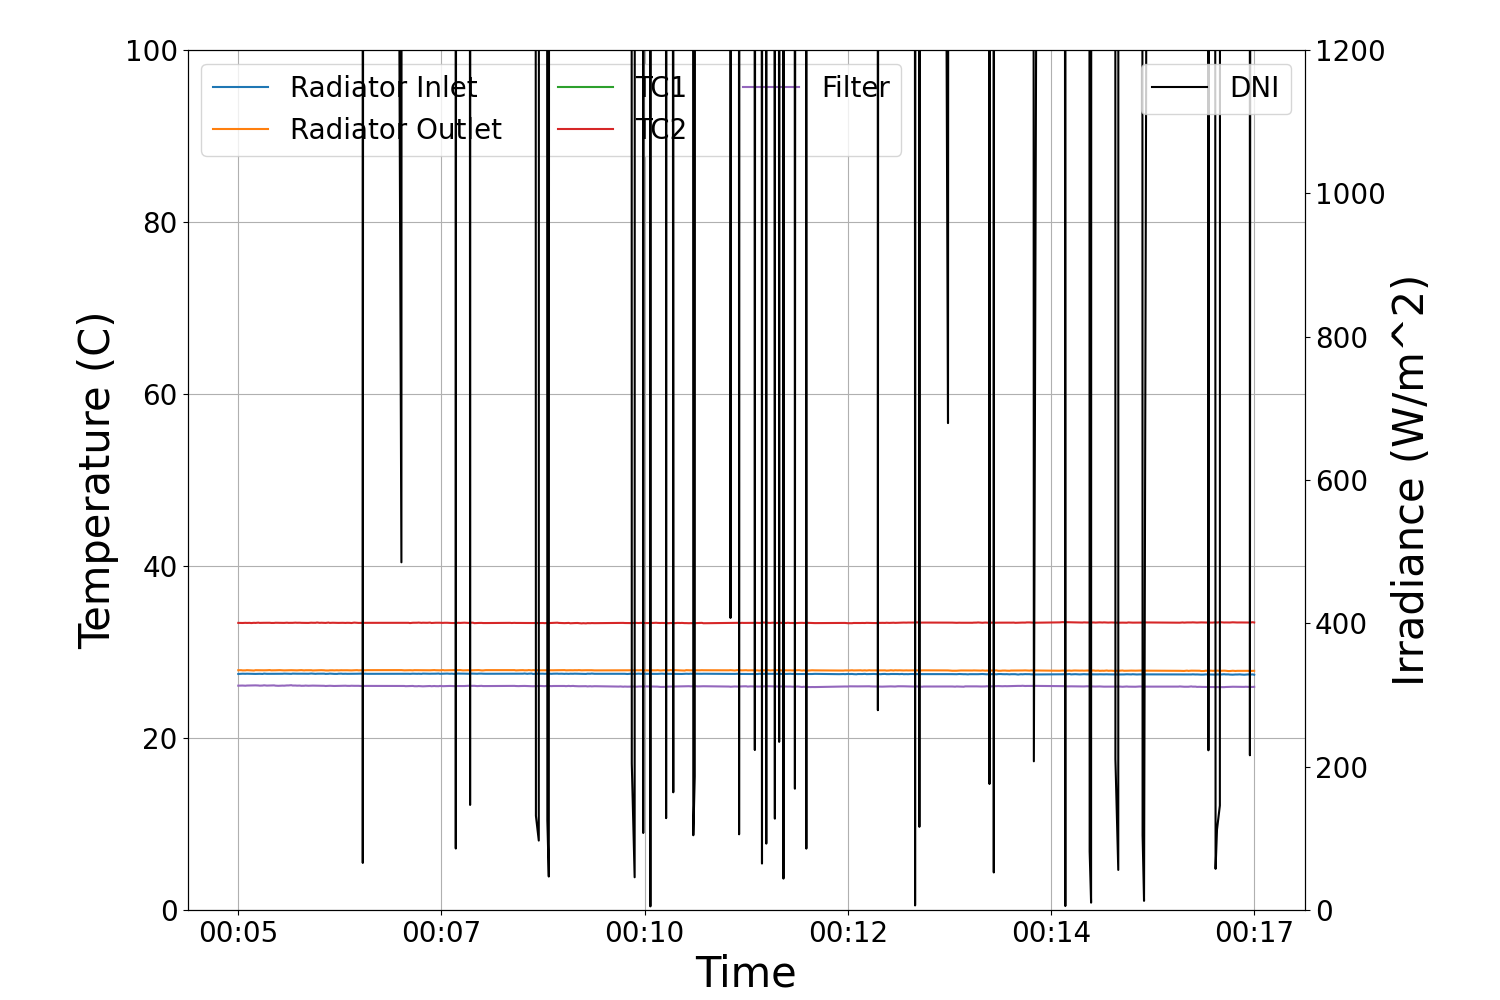 100
80
60
40
20
0
Temperature (C)
Radiator Inlet
Radiator Outlet
TC1
TC2
Filter
DNI
1200
1000
800
600
400
200
0
Irradiance (W/m^2)
00:05 00:07 00:10 00:12 00:14 00:17
Time